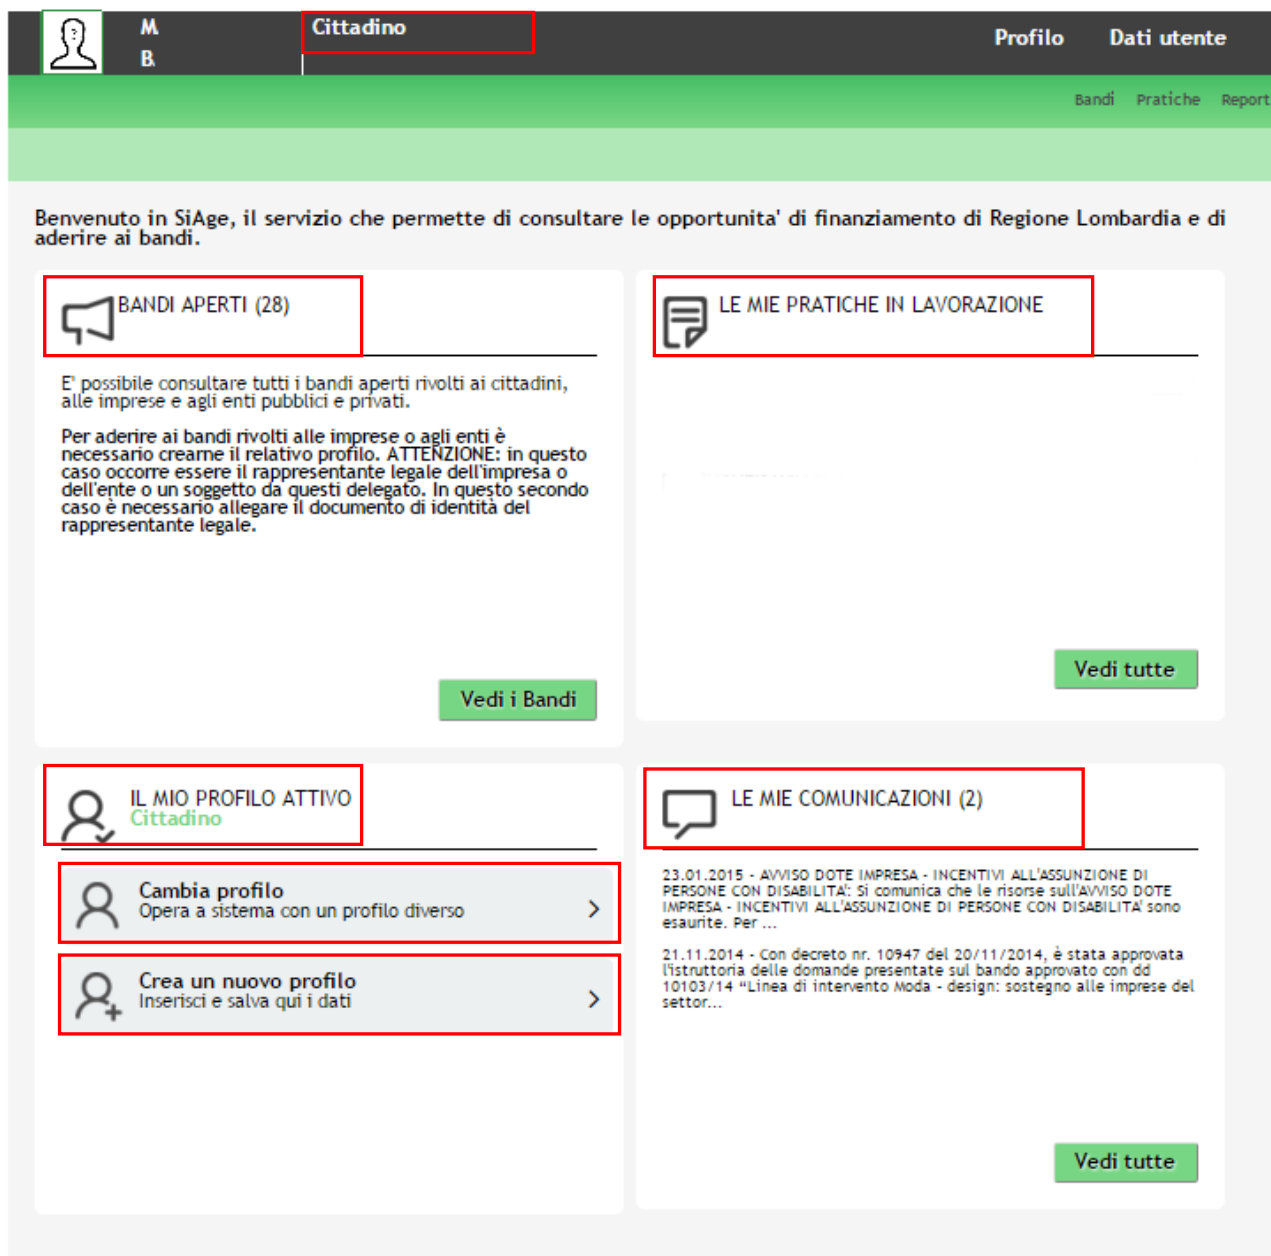 M
B.
Cittadino
Profilo Dati utente
Bandi Pratiche Report
Benvenuto in SiAge, il servizio che permette di consultare le opportunita' di finanziamento di Regione Lombardia e di
aderire ai bandi.
BANDI APERTI (28)
E' possibile consultare tutti i bandi aperti rivolti ai cittadini,
alle imprese e agli enti pubblici e privati.
Per aderire ai bandi rivolti alle imprese o agli enti è
necessario crearne il relativo profilo. ATTENZIONE: in questo
caso occorre essere il rappresentante legale dell'impresa o
dell'ente o un soggetto da questi delegato. In questo secondo
caso è necessario allegare il documento di identità del
rappresentante legale.
Vedi i Bandi
LE MIE PRATICHE IN LAVORAZIONE
Vedi tutte
IL MIO PROFILO ATTIVO
Cittadino
Cambia profilo
Opera a sistema con un profilo diverso
Crea un nuovo profilo
Inserisci e salva qui i dati
LE MIE COMUNICAZIONI (2)
23.01.2015 - AVVISO DOTE IMPRESA - INCENTIVI ALL'ASSUNZIONE DI
PERSONE CON DISABILITA': Si comunica che le risorse sull'AVVISO DOTE
IMPRESA - INCENTIVI ALL'ASSUNZIONE DI PERSONE CON DISABILITA' sono
esaurite. Per ...
21.11.2014 - Con decreto nr. 10947 del 20/11/2014, è stata approvata
l'istruttoria delle domande presentate sul bando approvato con dd
10103/14 “Linea di intervento Moda - design: sostegno alle imprese del
settor...
Vedi tutte